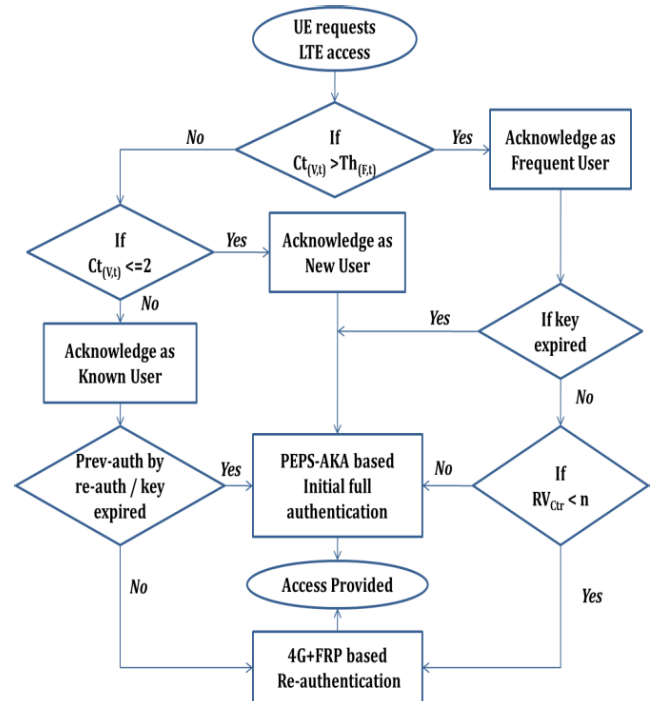 UE requests
LTE access
No
If
Ct(V,t) >Th(F,t)
Yes
Acknowledge as
Frequent User
If
Ct(V,t) <=2
Yes
Acknowledge as
New User
No
Yes
If key
expired
Acknowledge as
Known User
No
Prev-auth by
re-auth / key
expired
Yes
PEPS-AKA based
Initial full
authentication
No
If
RVCtr < n
No
Access Provided
Yes
4G+FRP based
Re-authentication